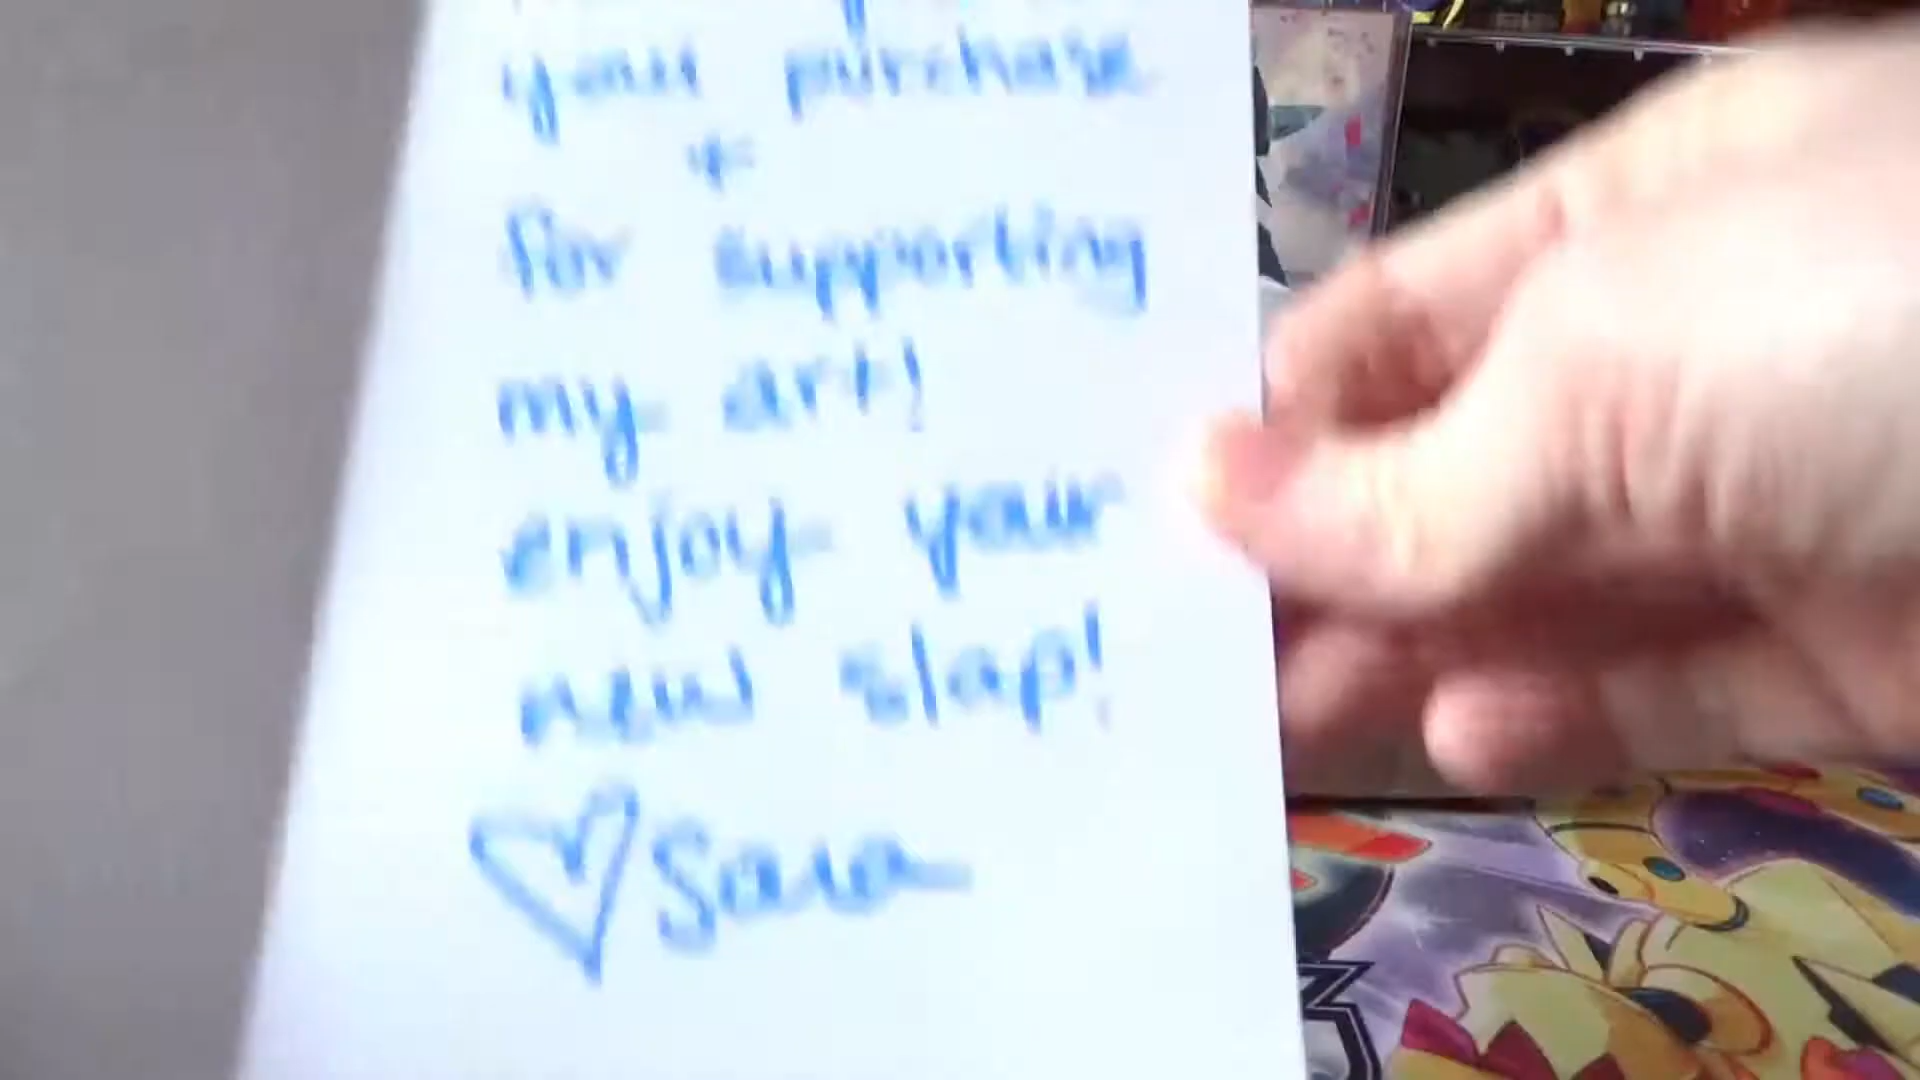 your purchase
+
for supporting
my art!
enjoy your
new slap!
♡ Sara